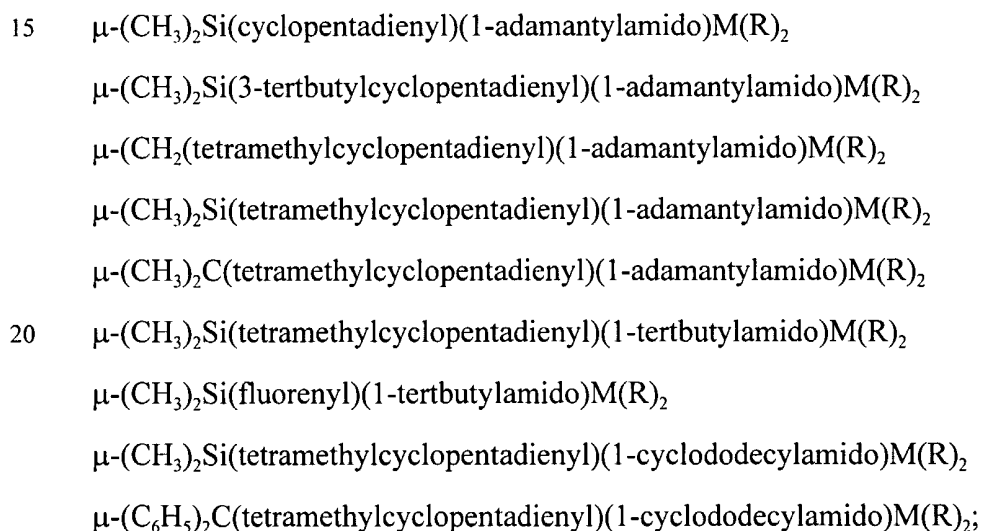 15 μ-(CH₃)₂Si(cyclopentadienyl)(1-adamantylamido)M(R)₂
μ-(CH₃)₂Si(3-tertbutylcyclopentadienyl)(1-adamantylamido)M(R)₂
μ-(CH₂(tetramethylcyclopentadienyl)(1-adamantylamido)M(R)₂
μ-(CH₃)₂Si(tetramethylcyclopentadienyl)(1-adamantylamido)M(R)₂
μ-(CH₃)₂C(tetramethylcyclopentadienyl)(1-adamantylamido)M(R)₂
20 μ-(CH₃)₂Si(tetramethylcyclopentadienyl)(1-tertbutylamido)M(R)₂
μ-(CH₃)₂Si(fluorenyl)(1-tertbutylamido)M(R)₂
μ-(CH₃)₂Si(tetramethylcyclopentadienyl)(1-cyclododecylamido)M(R)₂
μ-(C₆H₅)₂C(tetramethylcyclopentadienyl)(1-cyclododecylamido)M(R)₂;